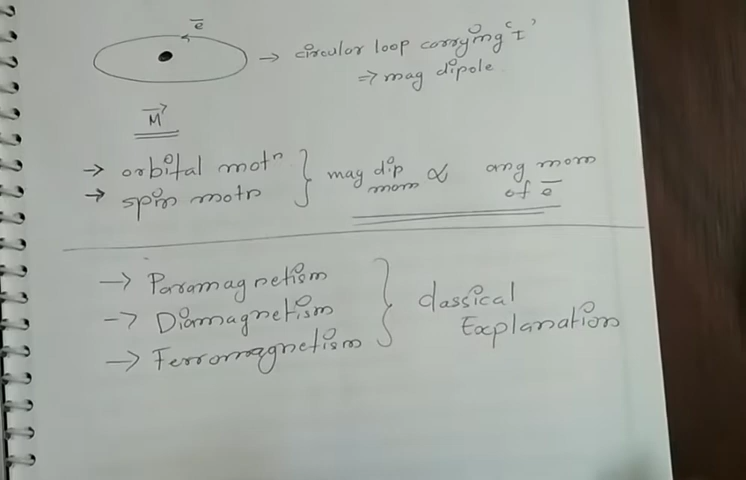 e̅
→ circular loop carrying 'I'
⇒ mag dipole
M⃗
→ orbital motⁿ } mag dip mom ∝ ang mom of e̅
→ spin motn
→ Paramagnetism
→ Diamagnetism } Classical Explanation
→ Ferromagnetism